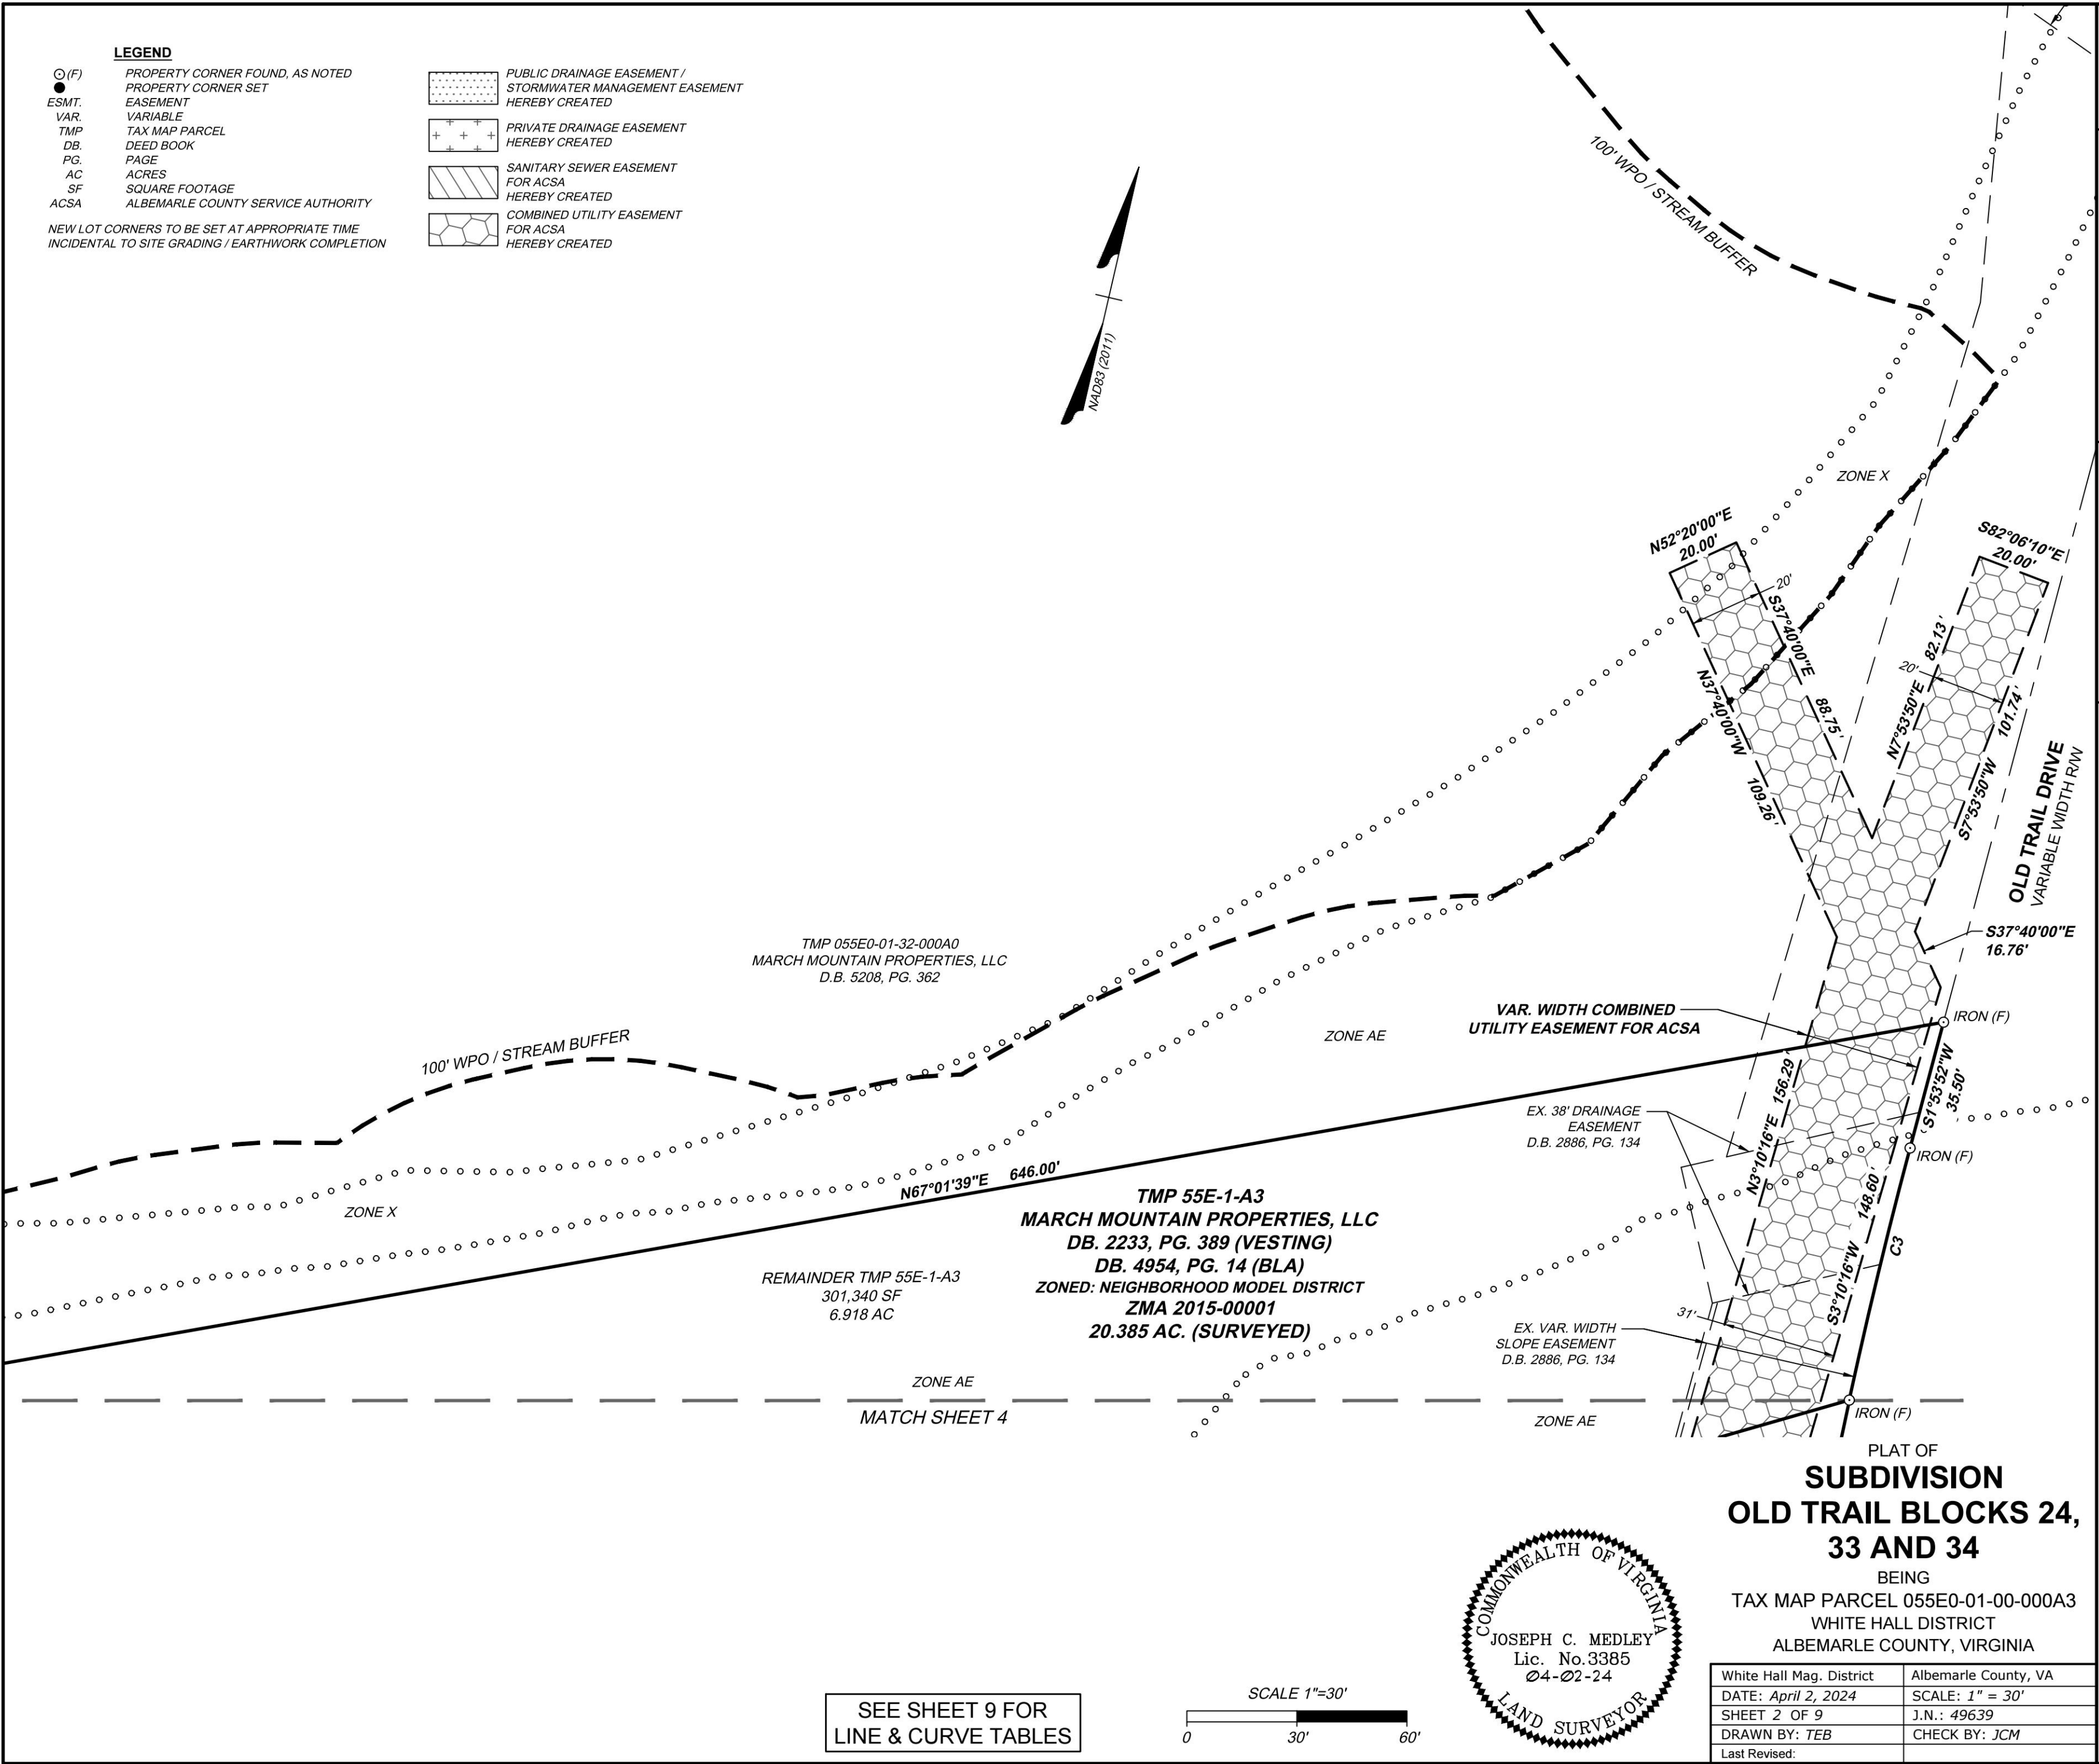 LEGEND
(F) PROPERTY CORNER FOUND, AS NOTED
PROPERTY CORNER SET
ESMT. EASEMENT
VAR. VARIABLE
TMP TAX MAP PARCEL
DB. DEED BOOK
PG. PAGE
AC ACRES
SF SQUARE FOOTAGE
ACSA ALBEMARLE COUNTY SERVICE AUTHORITY
NEW LOT CORNERS TO BE SET AT APPROPRIATE TIME
INCIDENTAL TO SITE GRADING / EARTHWORK COMPLETION
PUBLIC DRAINAGE EASEMENT /
STORMWATER MANAGEMENT EASEMENT
HEREBY CREATED
PRIVATE DRAINAGE EASEMENT
HEREBY CREATED
SANITARY SEWER EASEMENT
FOR ACSA
HEREBY CREATED
COMBINED UTILITY EASEMENT
FOR ACSA
HEREBY CREATED
NAD83 (2011)
100' WPO / STREAM BUFFER
ZONE X
N52°20'00"E
20.00'
S82°06'10"E
20.00'
20'
S37°40'00"E 88.75'
N37°40'00"W 109.26'
20'
N7°53'50"E 82.13'
S7°53'50"W 101.74'
OLD TRAIL DRIVE
VARIABLE WIDTH R/W
S37°40'00"E
16.76'
TMP 055E0-01-32-000A0
MARCH MOUNTAIN PROPERTIES, LLC
D.B. 5208, PG. 362
VAR. WIDTH COMBINED
UTILITY EASEMENT FOR ACSA
IRON (F)
ZONE AE
100' WPO / STREAM BUFFER
S1°53'52"W
35.50'
N3°10'16"E 156.29'
EX. 38' DRAINAGE
EASEMENT
D.B. 2886, PG. 134
IRON (F)
N67°01'39"E 646.00'
ZONE X
TMP 55E-1-A3
MARCH MOUNTAIN PROPERTIES, LLC
DB. 2233, PG. 389 (VESTING)
DB. 4954, PG. 14 (BLA)
ZONED: NEIGHBORHOOD MODEL DISTRICT
ZMA 2015-00001
20.385 AC. (SURVEYED)
REMAINDER TMP 55E-1-A3
301,340 SF
6.918 AC
S3°10'16"W 148.60'
C3
31'
EX. VAR. WIDTH
SLOPE EASEMENT
D.B. 2886, PG. 134
ZONE AE
MATCH SHEET 4
ZONE AE
IRON (F)
PLAT OF
SUBDIVISION
OLD TRAIL BLOCKS 24,
33 AND 34
BEING
TAX MAP PARCEL 055E0-01-00-000A3
WHITE HALL DISTRICT
ALBEMARLE COUNTY, VIRGINIA
COMMONWEALTH OF VIRGINIA
JOSEPH C. MEDLEY
Lic. No.3385
04-02-24
LAND SURVEYOR
White Hall Mag. District Albemarle County, VA
DATE: April 2, 2024 SCALE: 1" = 30'
SHEET 2 OF 9 J.N.: 49639
DRAWN BY: TEB CHECK BY: JCM
Last Revised:
SEE SHEET 9 FOR
LINE & CURVE TABLES
SCALE 1"=30'
0 30' 60'